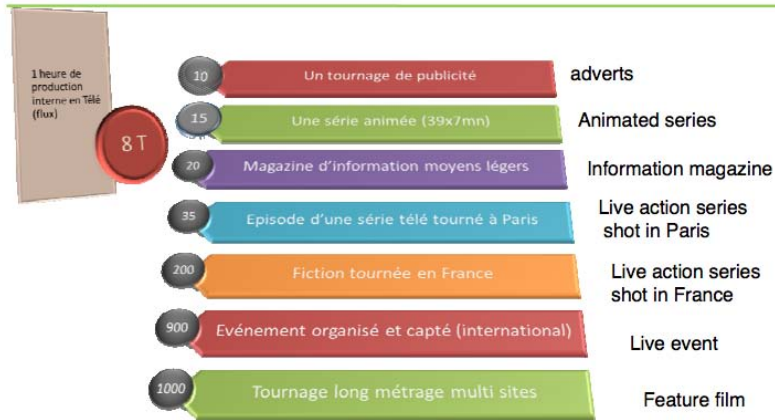 1 heure de
production
interne en Télé
(flux)
8 T
10 Un tournage de publicité adverts
15 Une série animée (39x7mn) Animated series
20 Magazine d'information moyens légers Information magazine
35 Episode d'une série télé tourné à Paris Live action series
shot in Paris
200 Fiction tournée en France Live action series
shot in France
900 Evénement organisé et capté (international) Live event
1000 Tournage long métrage multi sites Feature film